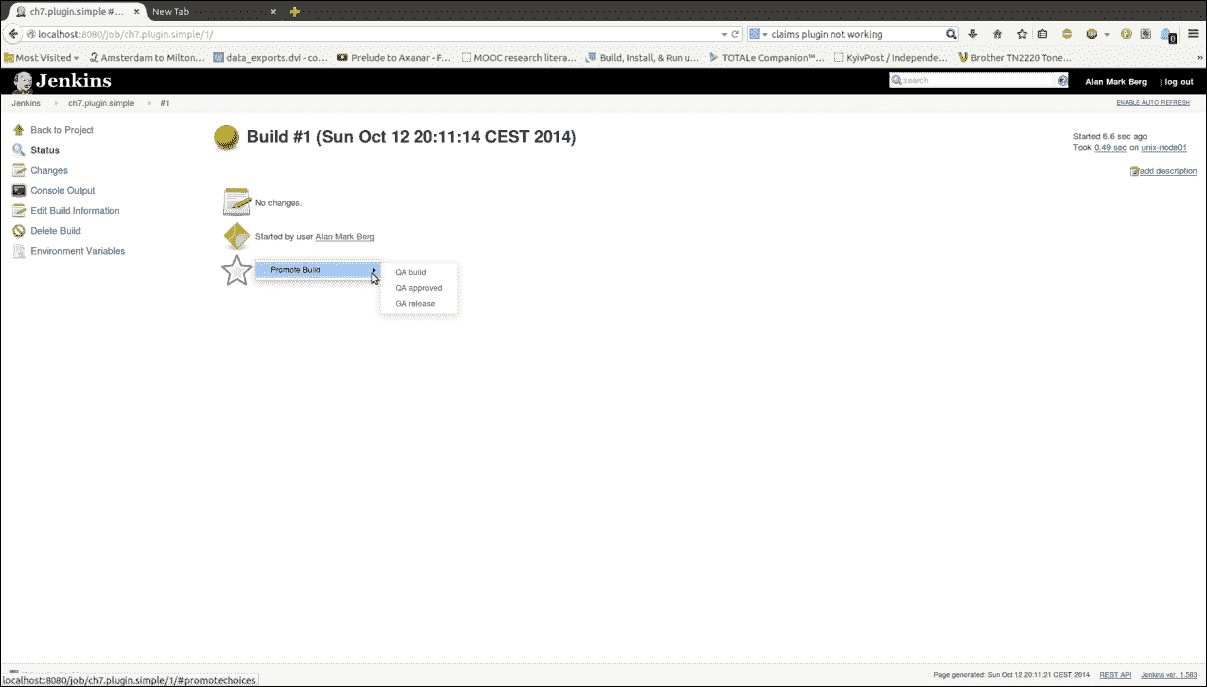 ch7.plugin.simple #... New Tab
localhost:8080/job/ch7.plugin.simple/1/ claims plugin not working
Most Visited Amsterdam to Milton... data_exports.dvi - co... Prelude to Axanar - F... MOOC research litera... Build, Install, & Run u... TOTALe Companion™... KyivPost / Independe... Brother TN2220 Tone... »
Jenkins search Alan Mark Berg | log out
Jenkins ch7.plugin.simple #1 ENABLE AUTO REFRESH
Back to Project
Status
Changes
Console Output
Edit Build Information
Delete Build
Environment Variables
Build #1 (Sun Oct 12 20:11:14 CEST 2014)
Started 6.6 sec ago
Took 0.49 sec on unix-node01
add description
No changes.
Started by user Alan Mark Berg
Promote Build
QA build
QA approved
GA release
localhost:8080/job/ch7.plugin.simple/1/#promotechoices
Page generated: Sun Oct 12 20:11:21 CEST 2014 REST API Jenkins ver. 1.583